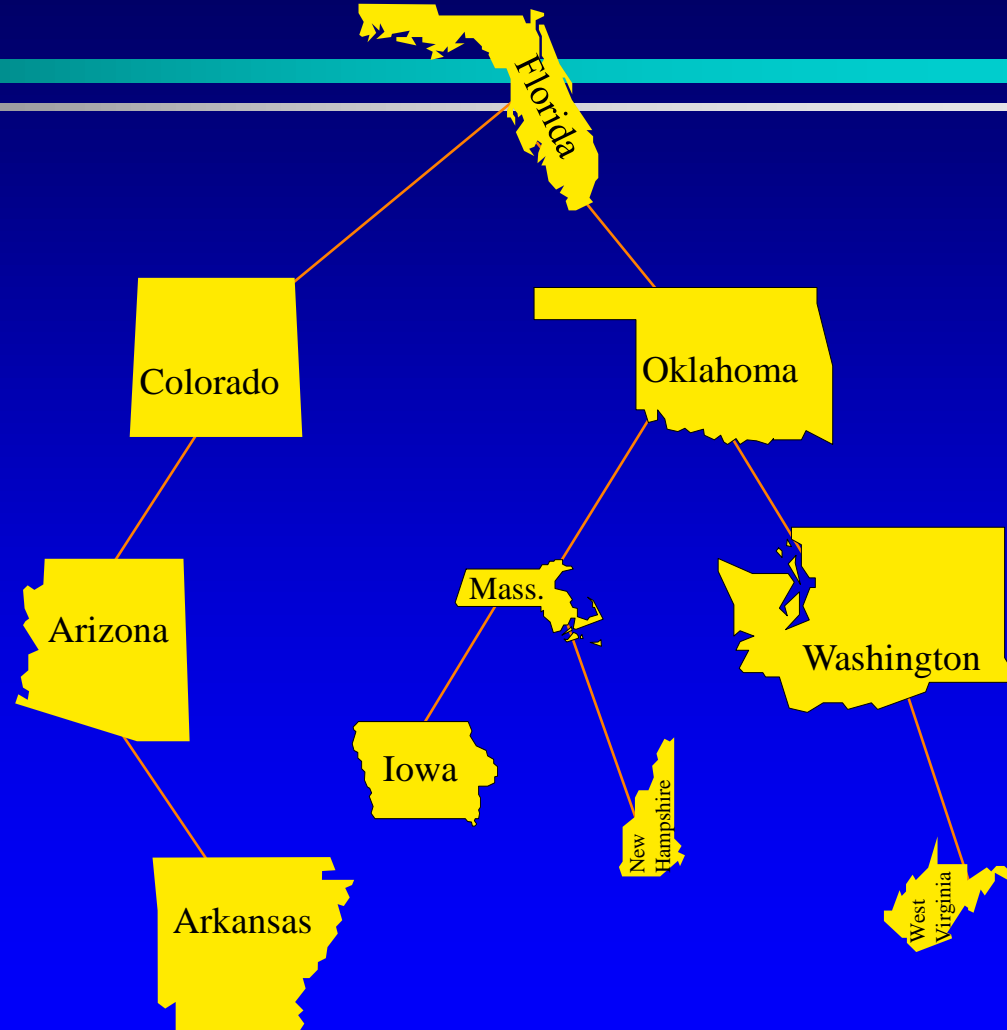 Florida
Colorado
Oklahoma
Arizona
Mass.
Washington
Iowa
New
Hampshire
Arkansas
West
Virginia